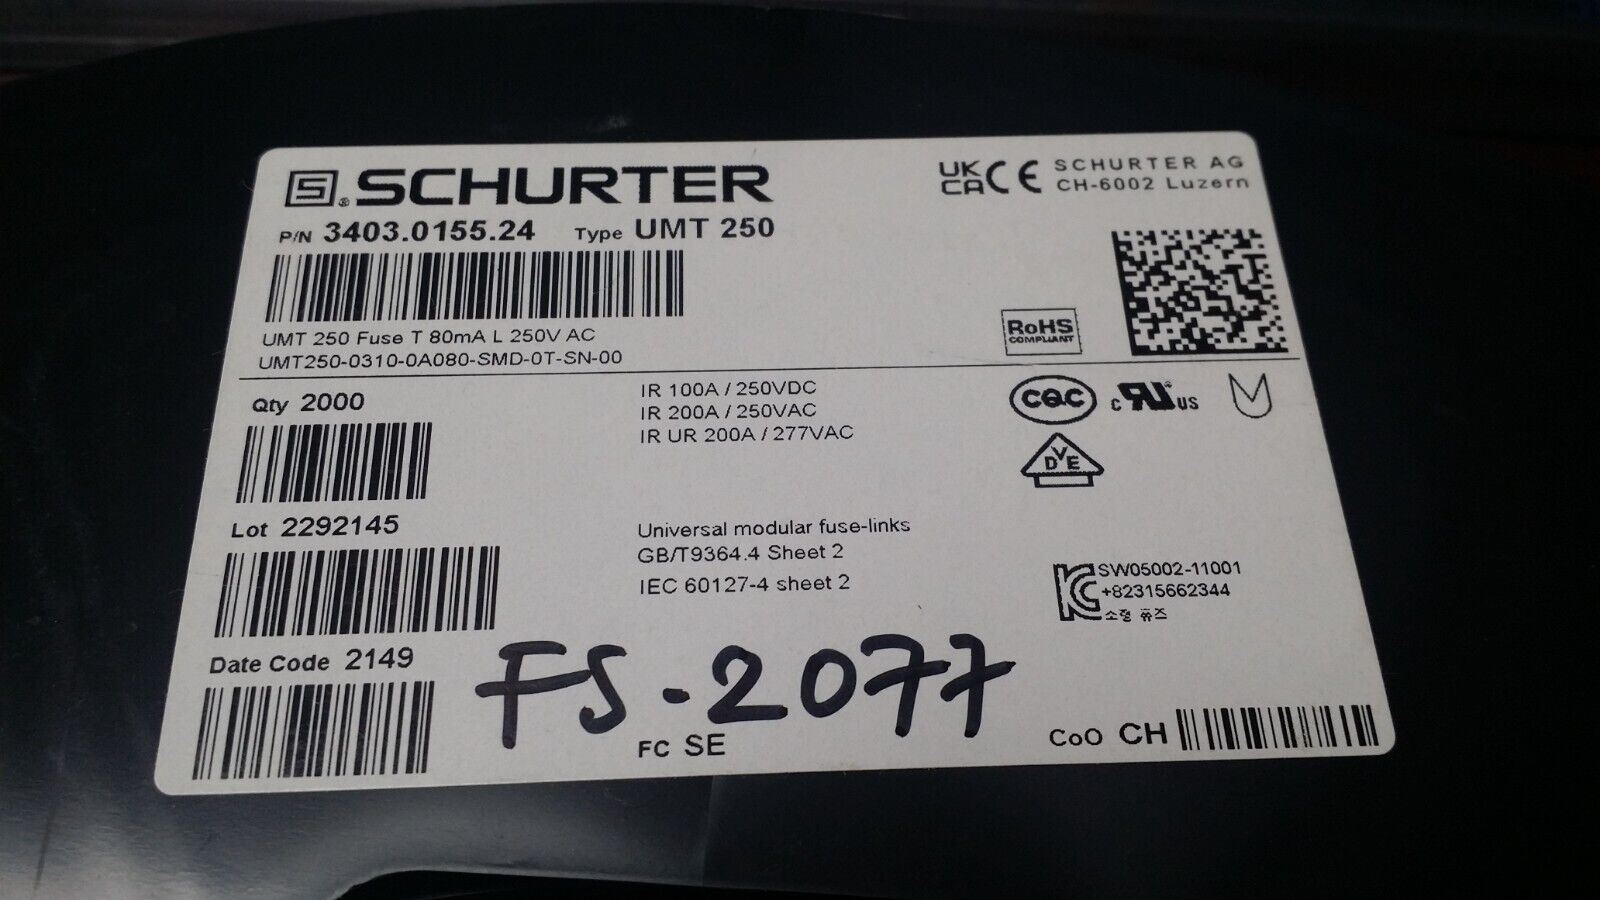 S® SCHURTER
P/N 3403.0155.24 Type UMT 250
UMT 250 Fuse T 80mA L 250V AC
UMT250-0310-0A080-SMD-0T-SN-00
UK CA CE SCHURTER AG
CH-6002 Luzern
RoHS
COMPLIANT
Qty 2000
Lot 2292145
Date Code 2149
IR 100A / 250VDC
IR 200A / 250VAC
IR UR 200A / 277VAC
CQC c RU US
DVE
Universal modular fuse-links
GB/T9364.4 Sheet 2
IEC 60127-4 sheet 2
KC SW05002-11001
+82315662344
소형 퓨즈
FS-2077
FC SE
CoO CH